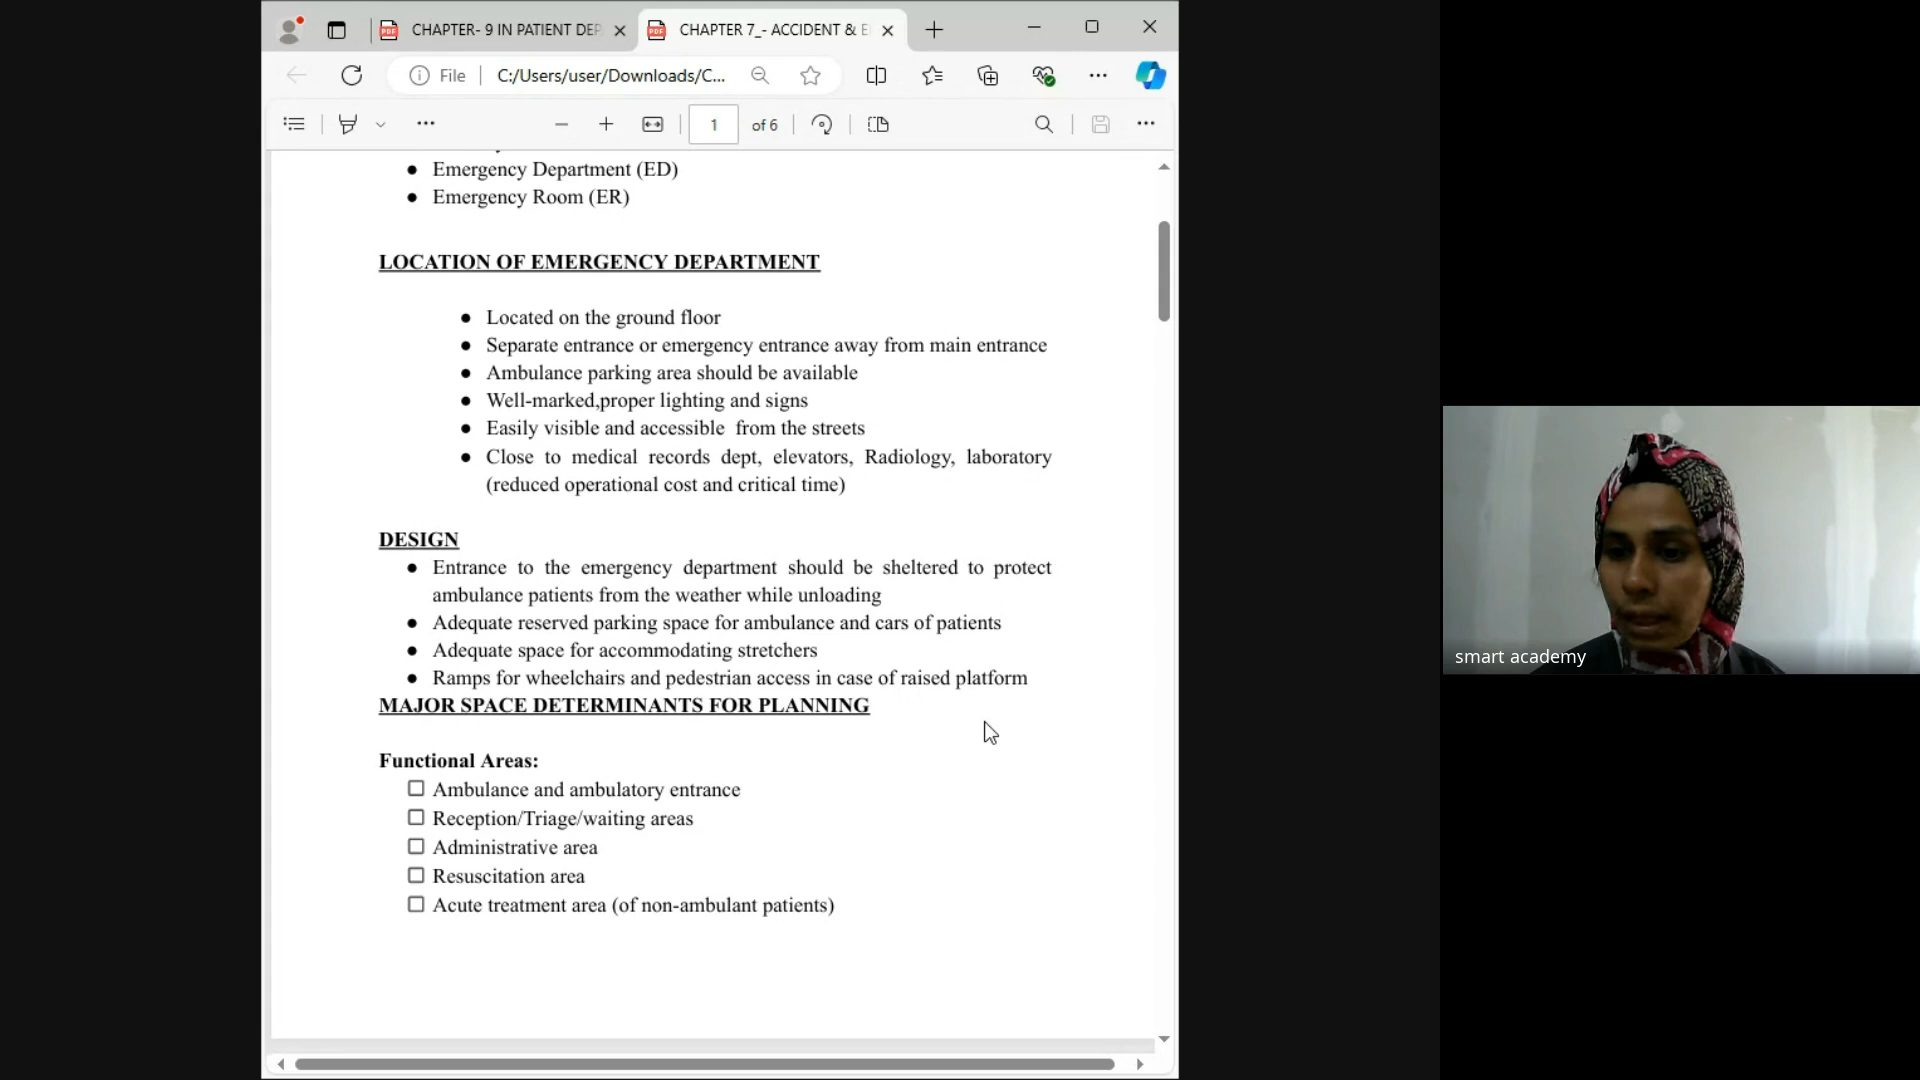 CHAPTER- 9 IN PATIENT DEP
CHAPTER 7_- ACCIDENT & E
File
C:/Users/user/Downloads/C...
1 of 6
● Emergency Department (ED)
● Emergency Room (ER)
LOCATION OF EMERGENCY DEPARTMENT
● Located on the ground floor
● Separate entrance or emergency entrance away from main entrance
● Ambulance parking area should be available
● Well-marked,proper lighting and signs
● Easily visible and accessible from the streets
● Close to medical records dept, elevators, Radiology, laboratory
(reduced operational cost and critical time)
DESIGN
● Entrance to the emergency department should be sheltered to protect
ambulance patients from the weather while unloading
● Adequate reserved parking space for ambulance and cars of patients
● Adequate space for accommodating stretchers
● Ramps for wheelchairs and pedestrian access in case of raised platform
MAJOR SPACE DETERMINANTS FOR PLANNING
Functional Areas:
☐ Ambulance and ambulatory entrance
☐ Reception/Triage/waiting areas
☐ Administrative area
☐ Resuscitation area
☐ Acute treatment area (of non-ambulant patients)
smart academy